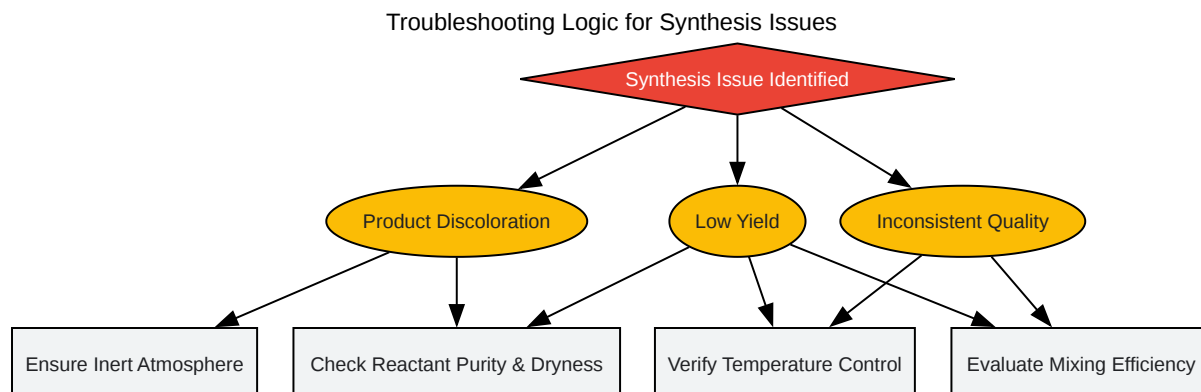 Troubleshooting Logic for Synthesis Issues
Synthesis Issue Identified
Product Discoloration
Low Yield
Inconsistent Quality
Ensure Inert Atmosphere
Check Reactant Purity & Dryness
Verify Temperature Control
Evaluate Mixing Efficiency